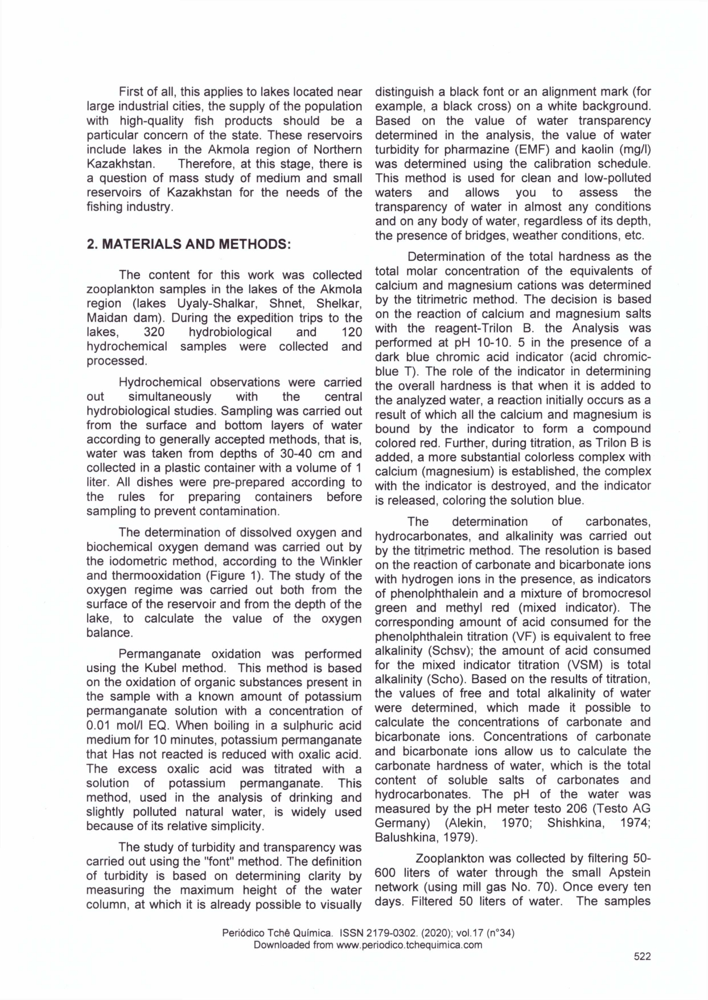 First of all, this applies to lakes located near
large industrial cities, the supply of the population
with high-quality fish products should be a
particular concern of the state. These reservoirs
include lakes in the Akmola region of Northern
Kazakhstan. Therefore, at this stage, there is
a question of mass study of medium and small
reservoirs of Kazakhstan for the needs of the
fishing industry.
2. MATERIALS AND METHODS:
The content for this work was collected
zooplankton samples in the lakes of the Akmola
region (lakes Uyaly-Shalkar, Shnet, Shelkar,
Maidan dam). During the expedition trips to the
lakes, 320 hydrobiological and 120
hydrochemical samples were collected and
processed.
Hydrochemical observations were carried
out simultaneously with the central
hydrobiological studies. Sampling was carried out
from the surface and bottom layers of water
according to generally accepted methods, that is,
water was taken from depths of 30-40 cm and
collected in a plastic container with a volume of 1
liter. All dishes were pre-prepared according to
the rules for preparing containers before
sampling to prevent contamination.
The determination of dissolved oxygen and
biochemical oxygen demand was carried out by
the iodometric method, according to the Winkler
and thermooxidation (Figure 1). The study of the
oxygen regime was carried out both from the
surface of the reservoir and from the depth of the
lake, to calculate the value of the oxygen
balance.
Permanganate oxidation was performed
using the Kubel method. This method is based
on the oxidation of organic substances present in
the sample with a known amount of potassium
permanganate solution with a concentration of
0.01 mol/l EQ. When boiling in a sulphuric acid
medium for 10 minutes, potassium permanganate
that Has not reacted is reduced with oxalic acid.
The excess oxalic acid was titrated with a
solution of potassium permanganate. This
method, used in the analysis of drinking and
slightly polluted natural water, is widely used
because of its relative simplicity.
The study of turbidity and transparency was
carried out using the "font" method. The definition
of turbidity is based on determining clarity by
measuring the maximum height of the water
column, at which it is already possible to visually
distinguish a black font or an alignment mark (for
example, a black cross) on a white background.
Based on the value of water transparency
determined in the analysis, the value of water
turbidity for pharmazine (EMF) and kaolin (mg/l)
was determined using the calibration schedule.
This method is used for clean and low-polluted
waters and allows you to assess the
transparency of water in almost any conditions
and on any body of water, regardless of its depth,
the presence of bridges, weather conditions, etc.
Determination of the total hardness as the
total molar concentration of the equivalents of
calcium and magnesium cations was determined
by the titrimetric method. The decision is based
on the reaction of calcium and magnesium salts
with the reagent-Trilon B. the Analysis was
performed at pH 10-10. 5 in the presence of a
dark blue chromic acid indicator (acid chromic-
blue T). The role of the indicator in determining
the overall hardness is that when it is added to
the analyzed water, a reaction initially occurs as a
result of which all the calcium and magnesium is
bound by the indicator to form a compound
colored red. Further, during titration, as Trilon B is
added, a more substantial colorless complex with
calcium (magnesium) is established, the complex
with the indicator is destroyed, and the indicator
is released, coloring the solution blue.
The determination of carbonates,
hydrocarbonates, and alkalinity was carried out
by the titrimetric method. The resolution is based
on the reaction of carbonate and bicarbonate ions
with hydrogen ions in the presence, as indicators
of phenolphthalein and a mixture of bromocresol
green and methyl red (mixed indicator). The
corresponding amount of acid consumed for the
phenolphthalein titration (VF) is equivalent to free
alkalinity (Schsv); the amount of acid consumed
for the mixed indicator titration (VSM) is total
alkalinity (Scho). Based on the results of titration,
the values of free and total alkalinity of water
were determined, which made it possible to
calculate the concentrations of carbonate and
bicarbonate ions. Concentrations of carbonate
and bicarbonate ions allow us to calculate the
carbonate hardness of water, which is the total
content of soluble salts of carbonates and
hydrocarbonates. The pH of the water was
measured by the pH meter testo 206 (Testo AG
Germany) (Alekin, 1970; Shishkina, 1974;
Balushkina, 1979).
Zooplankton was collected by filtering 50-
600 liters of water through the small Apstein
network (using mill gas No. 70). Once every ten
days. Filtered 50 liters of water. The samples
Periódico Tchê Química. ISSN 2179-0302. (2020); vol.17 (n°34)
Downloaded from www.periodico.tchequimica.com
522